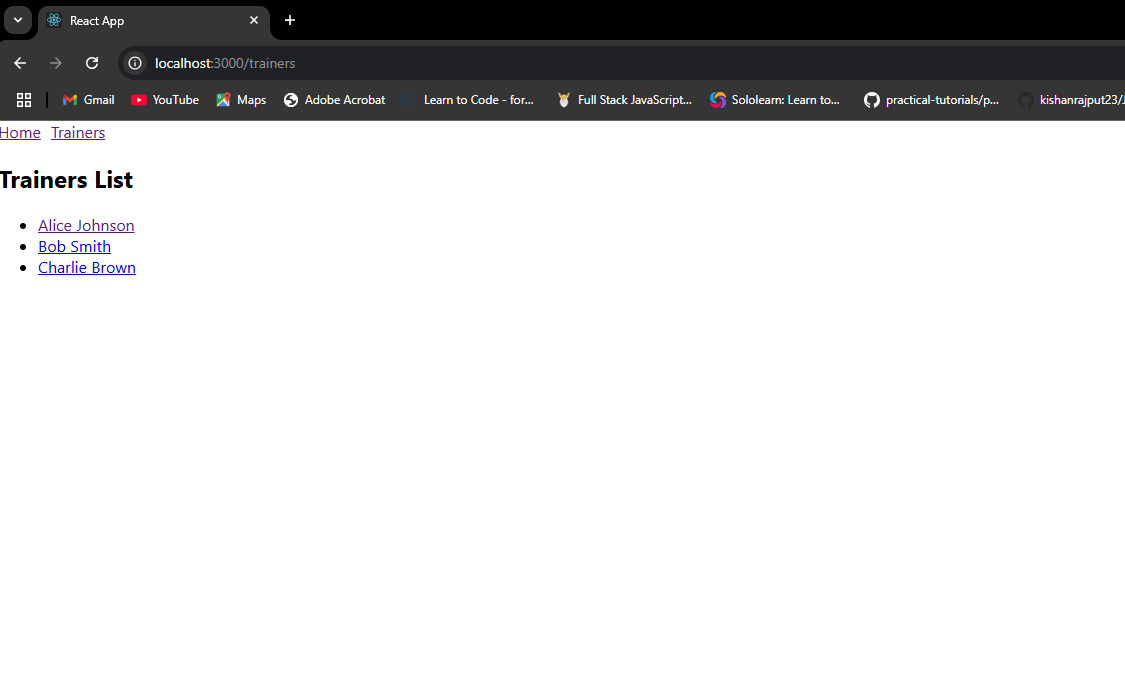 React App
localhost:3000/trainers
Gmail YouTube Maps Adobe Acrobat Learn to Code - for... Full Stack JavaScript... Sololearn: Learn to... practical-tutorials/p... kishanrajput23/J
Home Trainers
Trainers List
Alice Johnson
Bob Smith
Charlie Brown